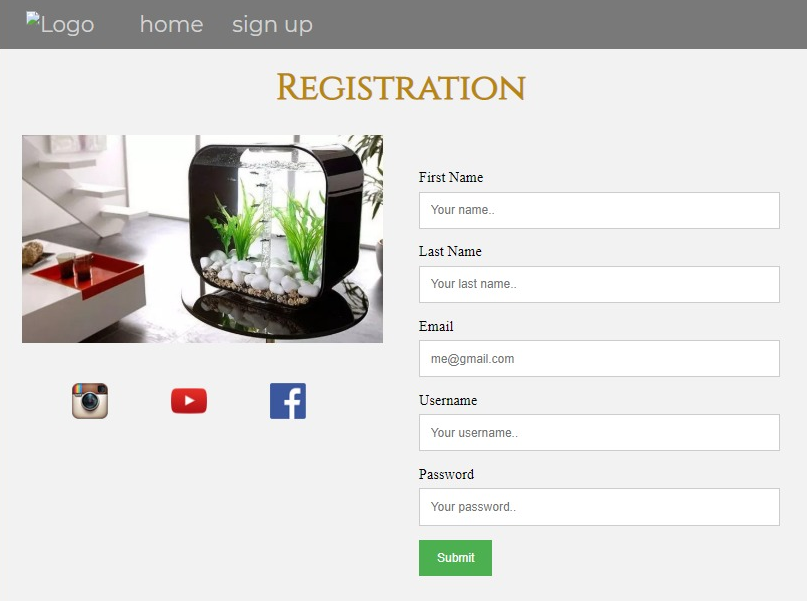 Logo home sign up
Registration
First Name
Your name..
Last Name
Your last name..
Email
me@gmail.com
Username
Your username..
Password
Your password..
Submit